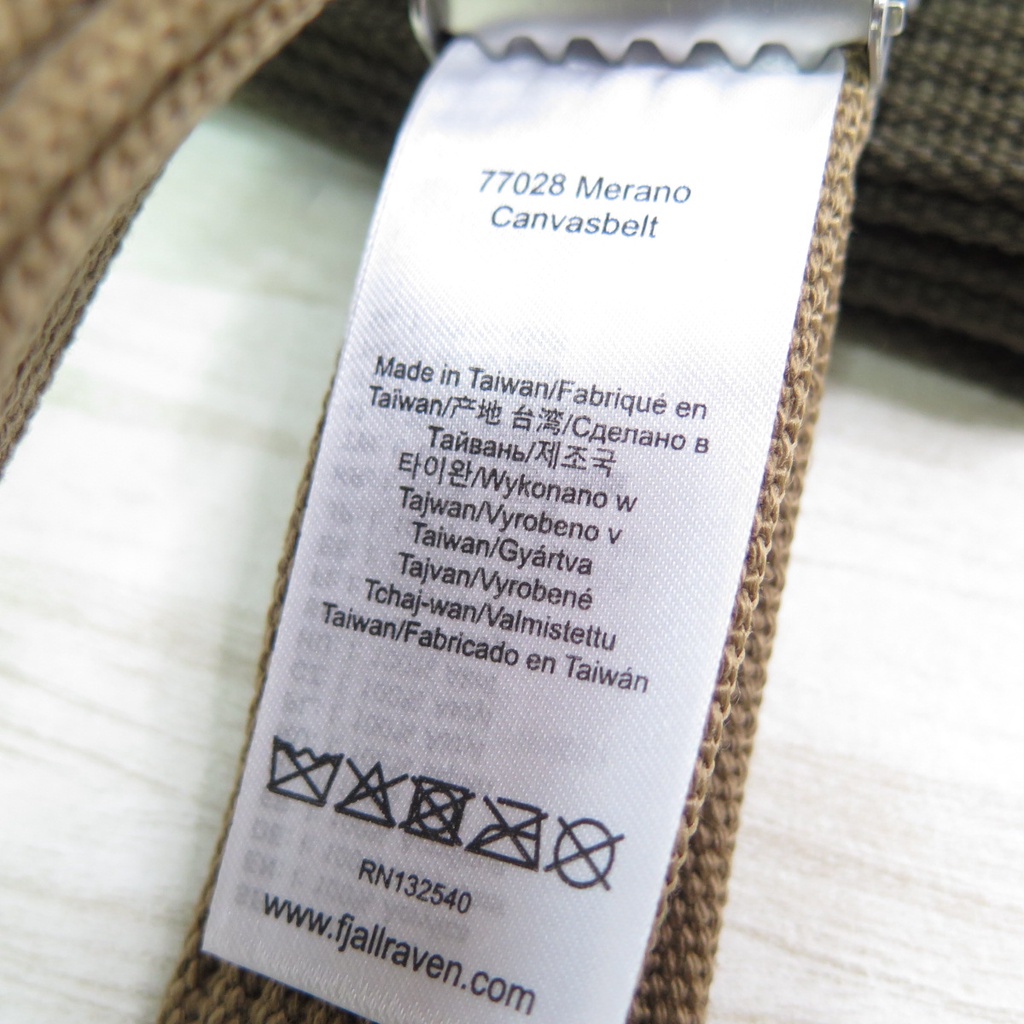 77028 Merano
Canvasbelt
Made in Taiwan/Fabriqué en
Taïwan/产地 台湾/Сделано в
Тайвань/제조국
타이완/Wykonano w
Tajwan/Vyrobeno v
Taiwan/Gyártva
Tajvan/Vyrobené
Tchaj-wan/Valmistettu
Taiwan/Fabricado en Taiwán
RN132540
www.fjallraven.com